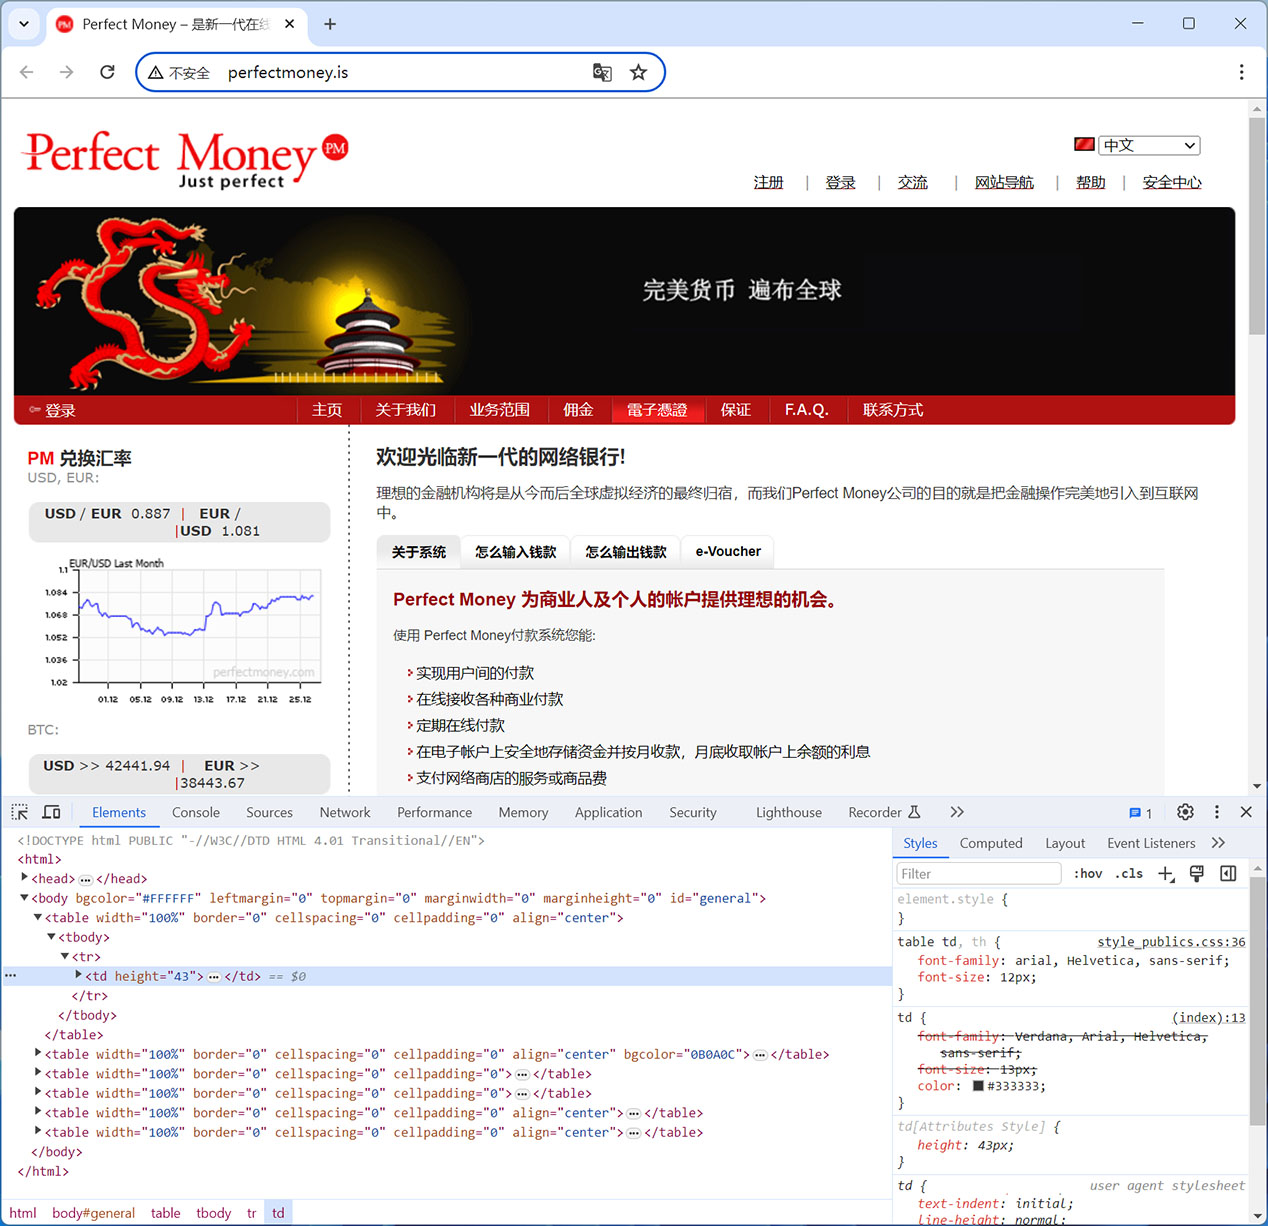 Perfect Money – 是新一代在线
不安全 perfectmoney.is
Perfect Money PM
Just perfect
中文
注册 | 登录 | 交流 | 网站导航 | 帮助 | 安全中心
完美货币 遍布全球
登录 主页 关于我们 业务范围 佣金 電子憑證 保证 F.A.Q. 联系方式
PM 兑换汇率
USD, EUR:
USD / EUR 0.887 | EUR /
|USD 1.081
EUR/USD Last Month
1.1
1.084
1.068
1.052
1.036
1.02
perfectmoney.com
01.12 05.12 09.12 13.12 17.12 21.12 25.12
BTC:
USD >> 42441.94 | EUR >>
|38443.67
欢迎光临新一代的网络银行!
理想的金融机构将是从今而后全球虚拟经济的最终归宿，而我们Perfect Money公司的目的就是把金融操作完美地引入到互联网
中。
关于系统 怎么输入钱款 怎么输出钱款 e-Voucher
Perfect Money 为商业人及个人的帐户提供理想的机会。
使用 Perfect Money付款系统您能:
实现用户间的付款
在线接收各种商业付款
定期在线付款
在电子帐户上安全地存储资金并按月收款，月底收取帐户上余额的利息
支付网络商店的服务或商品费
Elements Console Sources Network Performance Memory Application Security Lighthouse Recorder 1
<!DOCTYPE html PUBLIC "-//W3C//DTD HTML 4.01 Transitional//EN">
<html>
<head> … </head>
<body bgcolor="#FFFFFF" leftmargin="0" topmargin="0" marginwidth="0" marginheight="0" id="general">
<table width="100%" border="0" cellspacing="0" cellpadding="0" align="center">
<tbody>
<tr>
<td height="43"> … </td> == $0
</tr>
</tbody>
</table>
<table width="100%" border="0" cellspacing="0" cellpadding="0" align="center" bgcolor="0B0A0C"> … </table>
<table width="100%" border="0" cellspacing="0" cellpadding="0"> … </table>
<table width="100%" border="0" cellspacing="0" cellpadding="0"> … </table>
<table width="100%" border="0" cellspacing="0" cellpadding="0" align="center"> … </table>
<table width="100%" border="0" cellspacing="0" cellpadding="0" align="center"> … </table>
</body>
</html>
html body#general table tbody tr td
Styles Computed Layout Event Listeners
Filter :hov .cls
element.style {
}
table td, th { style_publics.css:36
font-family: arial, Helvetica, sans-serif;
font-size: 12px;
}
td { (index):13
font-family: Verdana, Arial, Helvetica,
sans-serif;
font-size: 13px;
color: #333333;
}
td[Attributes Style] {
height: 43px;
}
td { user agent stylesheet
text-indent: initial;
line-height: normal;